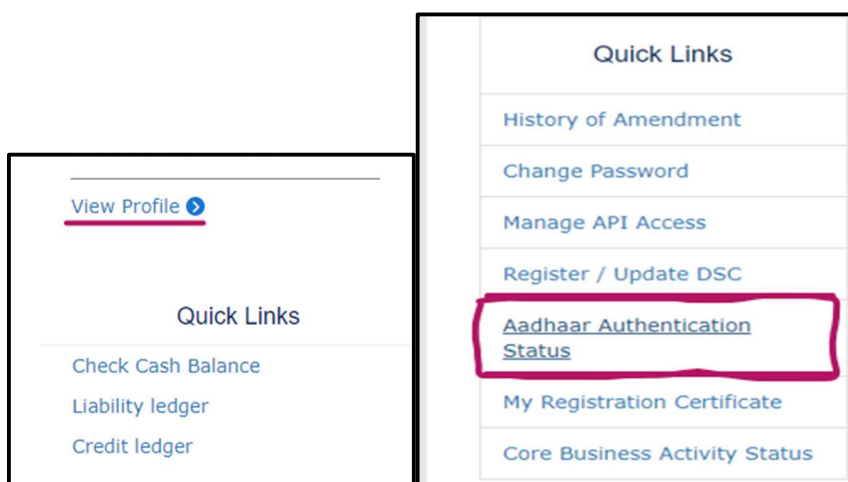 View Profile
Quick Links
Check Cash Balance
Liability ledger
Credit ledger
Quick Links
History of Amendment
Change Password
Manage API Access
Register / Update DSC
Aadhaar Authentication
Status
My Registration Certificate
Core Business Activity Status